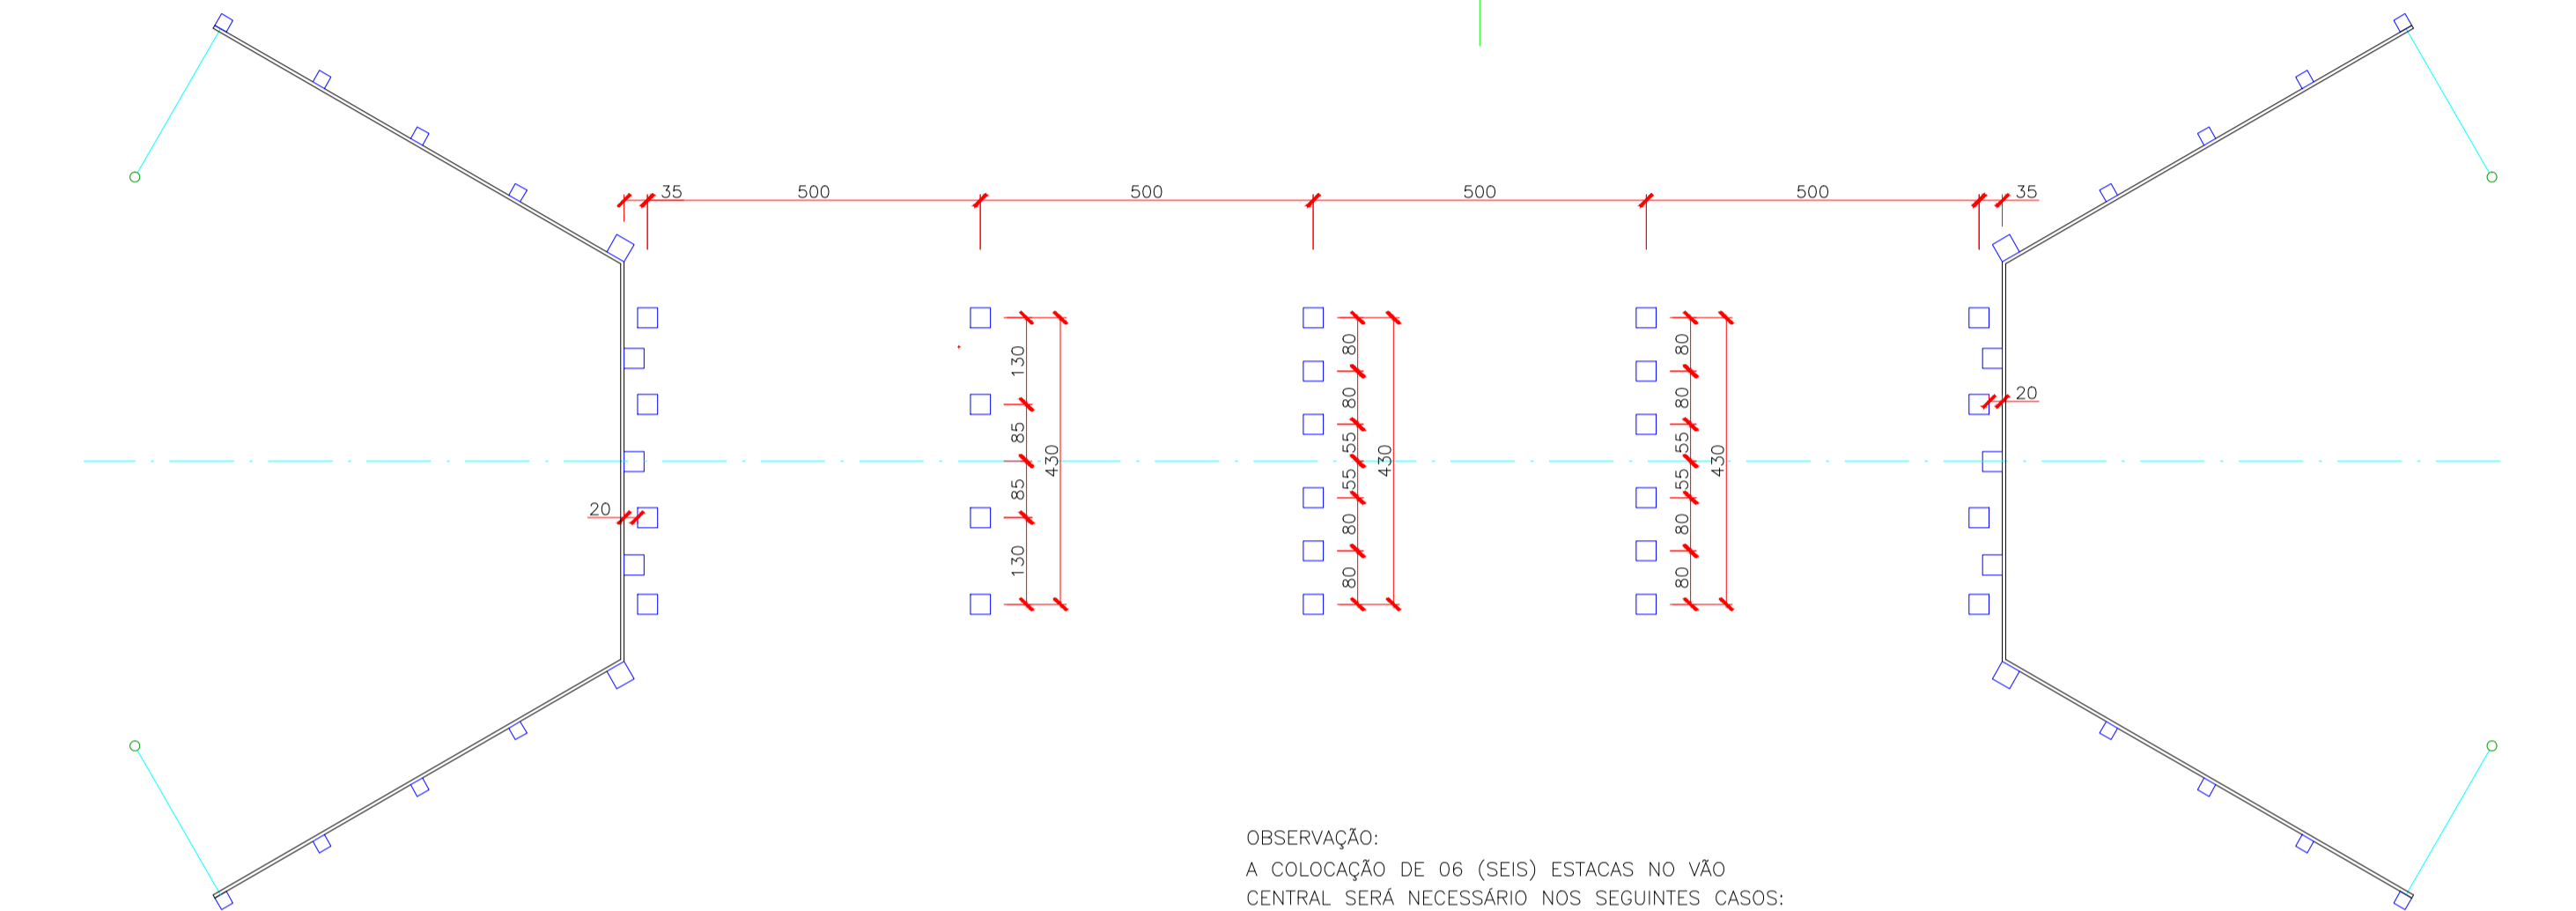 35 500 500 500 500 35
130 85 85 130 430
80 80 55 55 80 80 430
80 80 55 55 80 80 430
20
20
OBSERVAÇÃO:
A COLOCAÇÃO DE 06 (SEIS) ESTACAS NO VÃO
CENTRAL SERÁ NECESSÁRIO NOS SEGUINTES CASOS: